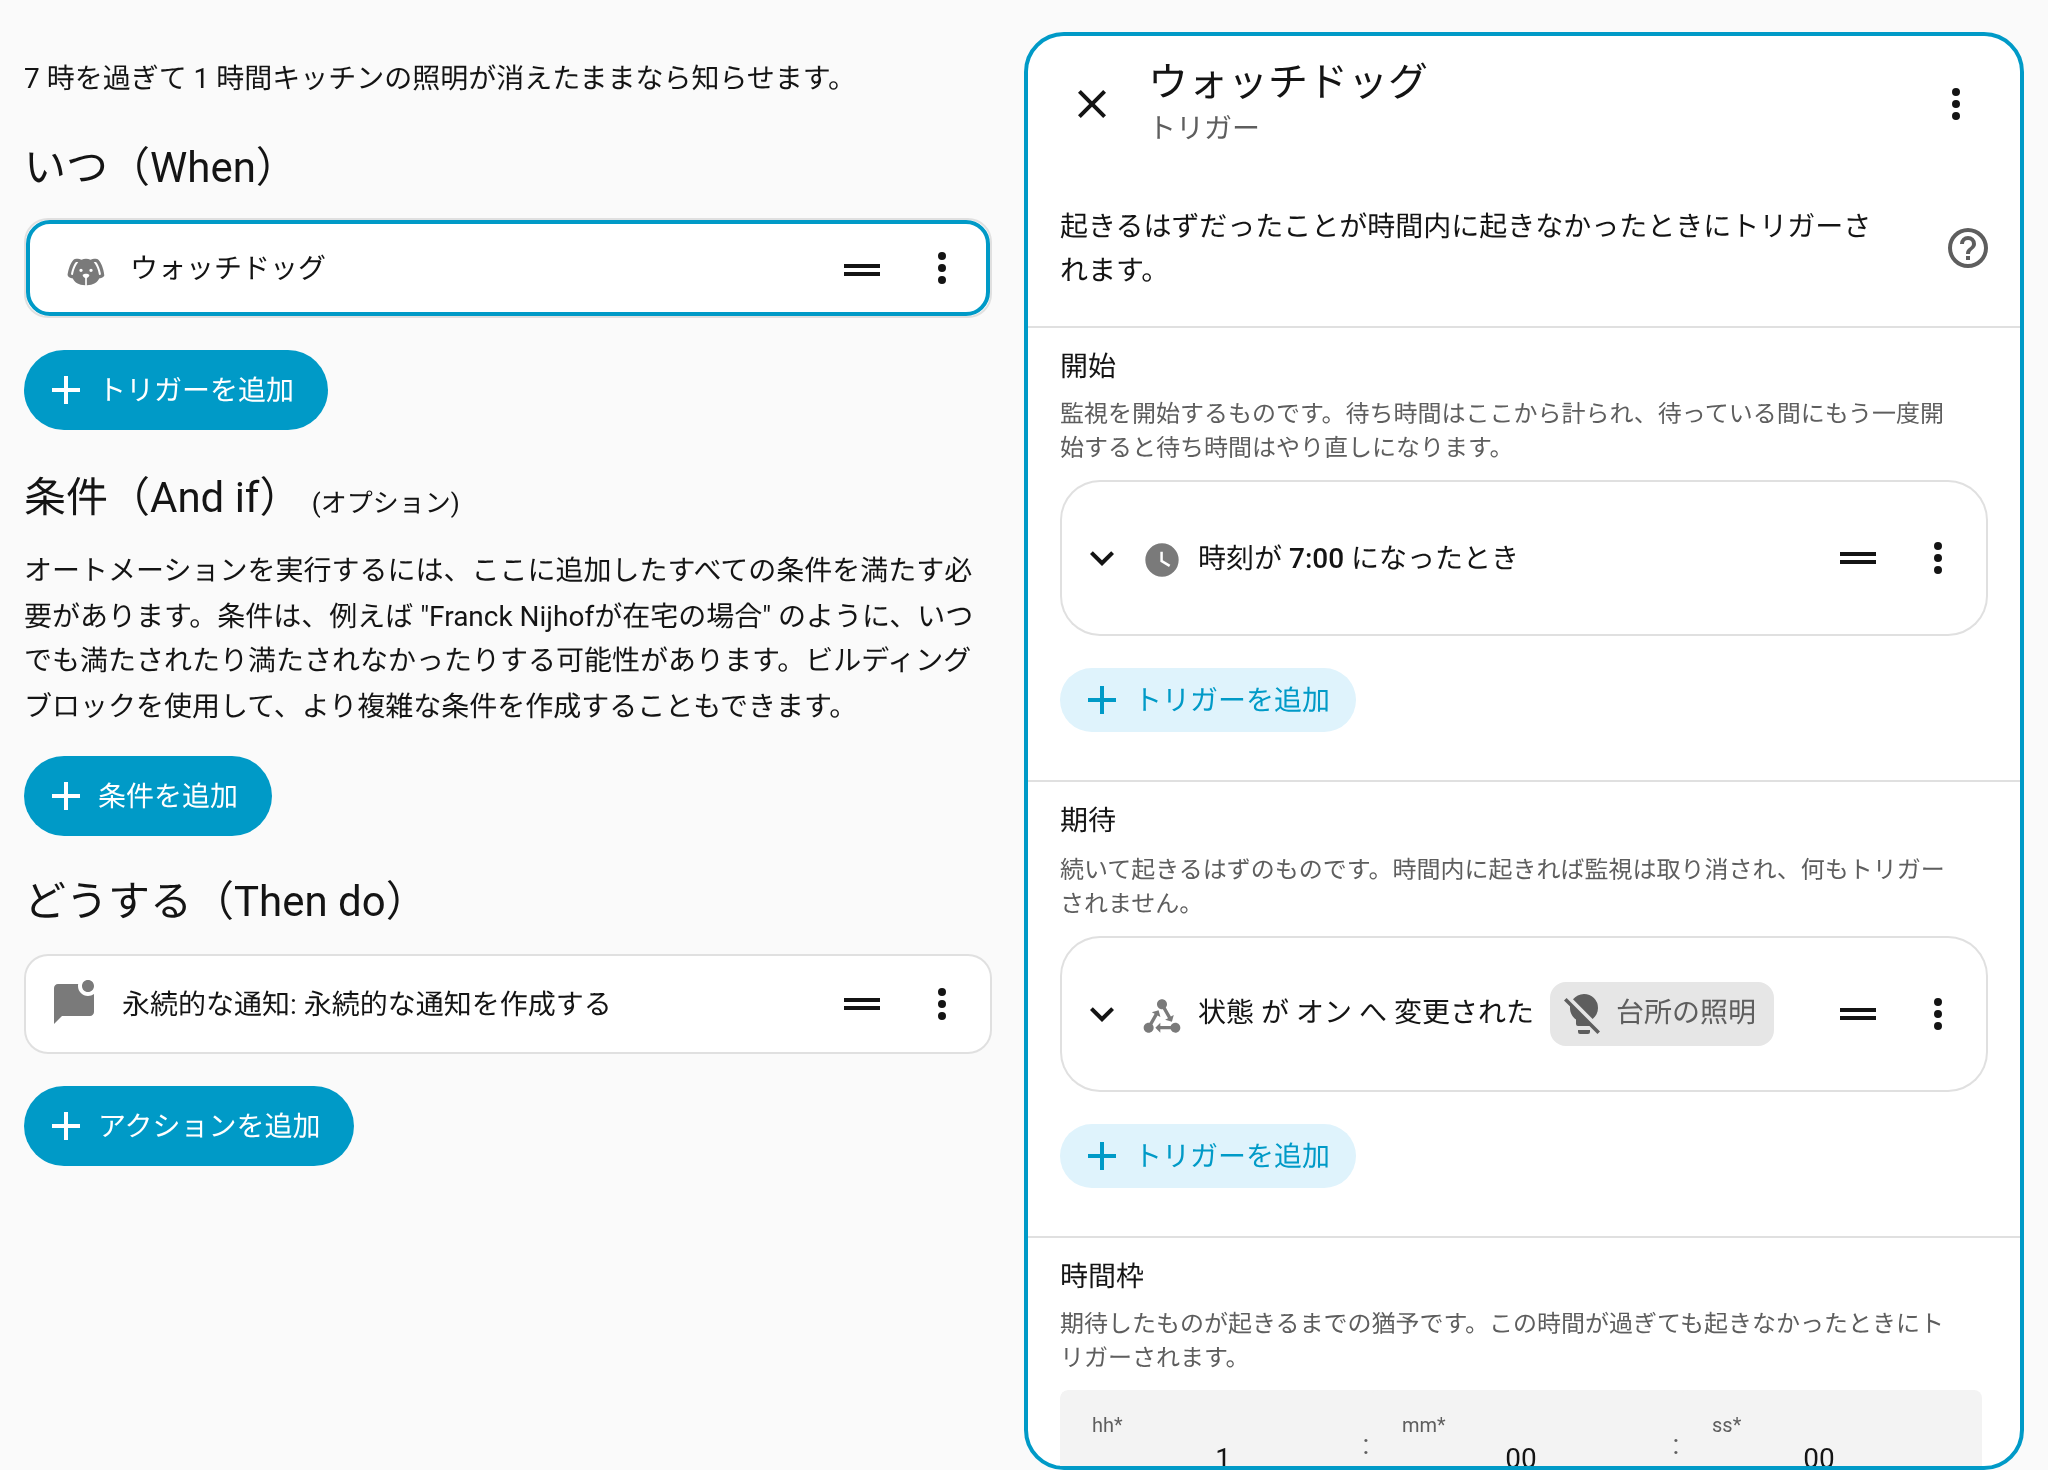 7 時を過ぎて 1 時間キッチンの照明が消えたままなら知らせます。
いつ（When）
ウォッチドッグ
トリガーを追加
条件（And if） (オプション)
オートメーションを実行するには、ここに追加したすべての条件を満たす必
要があります。条件は、例えば "Franck Nijhofが在宅の場合" のように、いつ
でも満たされたり満たされなかったりする可能性があります。ビルディング
ブロックを使用して、より複雑な条件を作成することもできます。
条件を追加
どうする（Then do）
永続的な通知: 永続的な通知を作成する
アクションを追加
ウォッチドッグ
トリガー
起きるはずだったことが時間内に起きなかったときにトリガーさ
れます。
開始
監視を開始するものです。待ち時間はここから計られ、待っている間にもう一度開
始すると待ち時間はやり直しになります。
時刻が 7:00 になったとき
トリガーを追加
期待
続いて起きるはずのものです。時間内に起きれば監視は取り消され、何もトリガー
されません。
状態 が オン へ 変更された 台所の照明
トリガーを追加
時間枠
期待したものが起きるまでの猶予です。この時間が過ぎても起きなかったときにト
リガーされます。
hh* mm* ss*
1 : 00 : 00